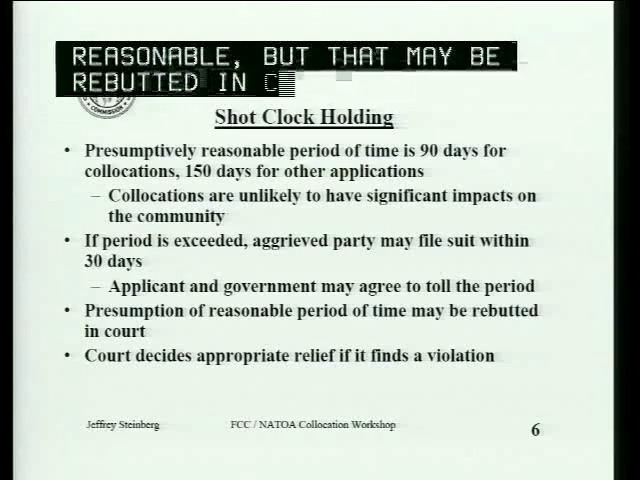 REASONABLE, BUT THAT MAY BE
REBUTTED IN C
COMMISSION
Shot Clock Holding
• Presumptively reasonable period of time is 90 days for
collocations, 150 days for other applications
– Collocations are unlikely to have significant impacts on
the community
• If period is exceeded, aggrieved party may file suit within
30 days
– Applicant and government may agree to toll the period
• Presumption of reasonable period of time may be rebutted
in court
• Court decides appropriate relief if it finds a violation
Jeffrey Steinberg
FCC / NATOA Collocation Workshop
6